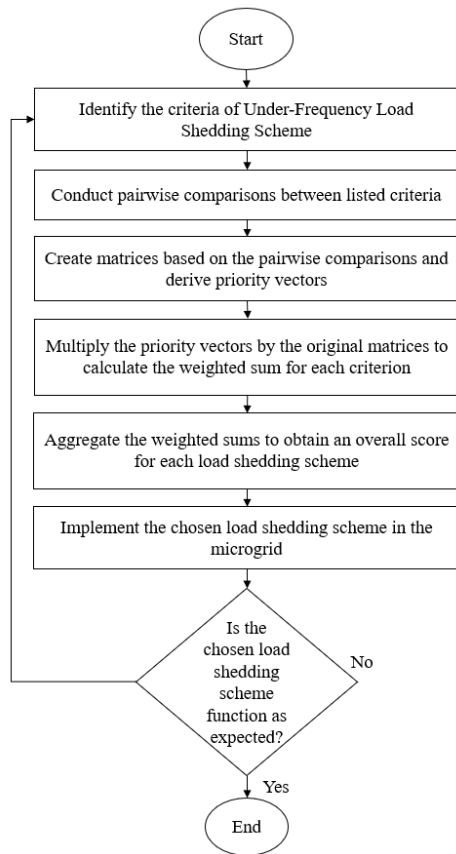 Start
Identify the criteria of Under-Frequency Load
Shedding Scheme
Conduct pairwise comparisons between listed criteria
Create matrices based on the pairwise comparisons and
derive priority vectors
Multiply the priority vectors by the original matrices to
calculate the weighted sum for each criterion
Aggregate the weighted sums to obtain an overall score
for each load shedding scheme
Implement the chosen load shedding scheme in the
microgrid
Is the
chosen load
shedding
scheme
function as
expected?
No
Yes
End